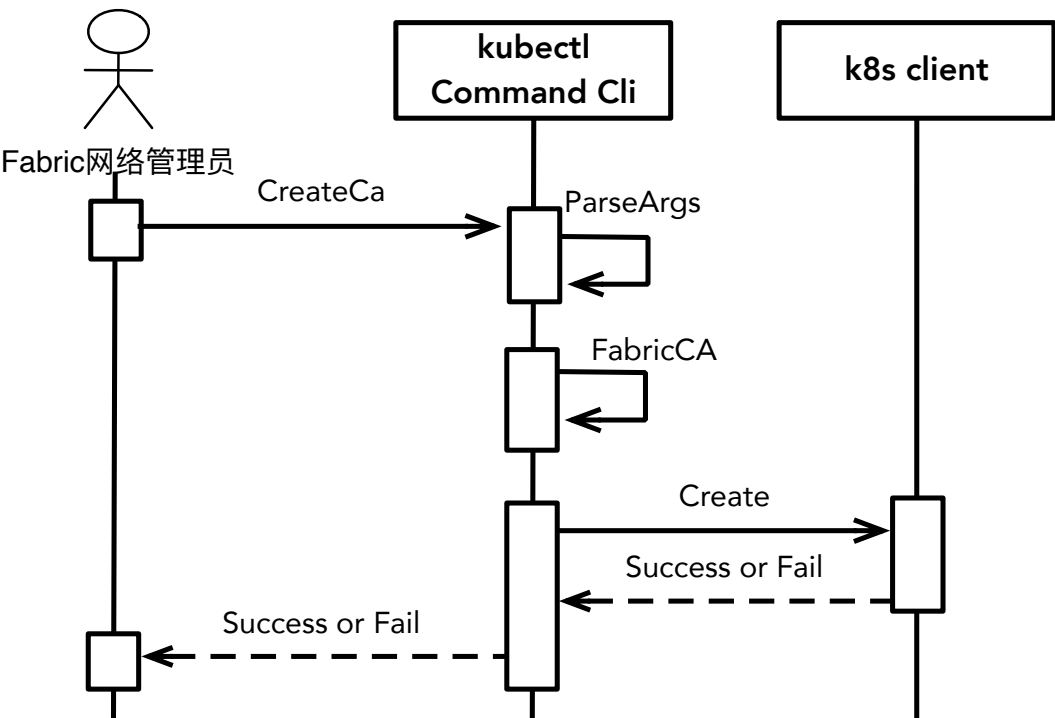 kubectl
Command Cli
k8s client
Fabric网络管理员
CreateCa
ParseArgs
FabricCA
Create
Success or Fail
Success or Fail